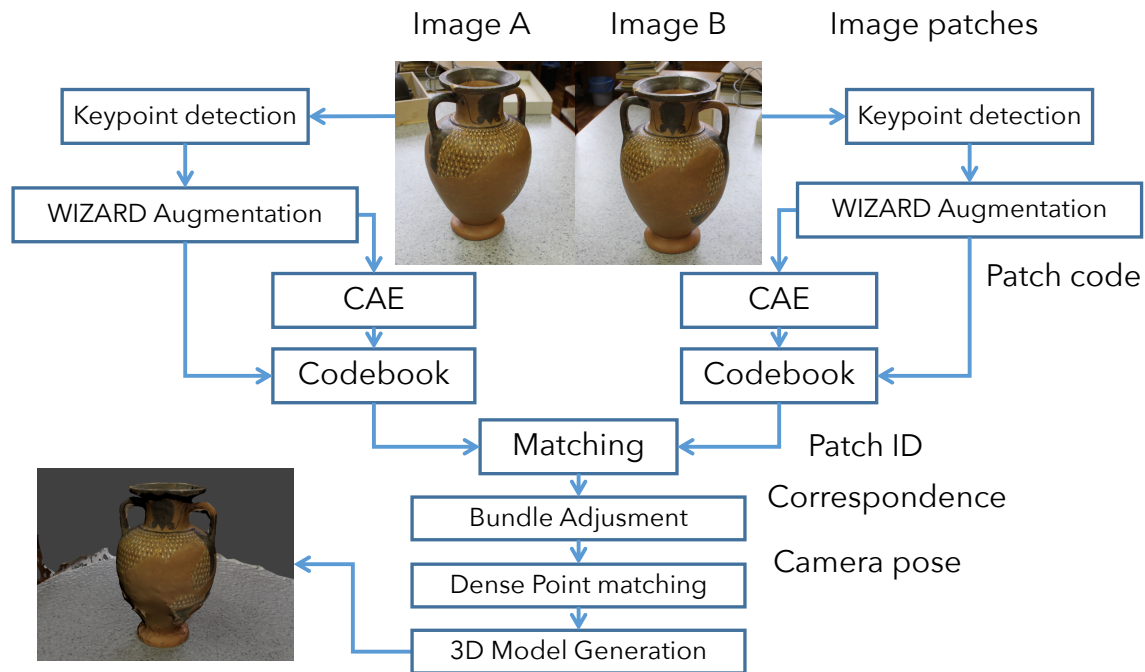 Image A
Image B
Image patches
Keypoint detection
Keypoint detection
WIZARD Augmentation
WIZARD Augmentation
Patch code
CAE
CAE
Codebook
Codebook
Matching
Patch ID
Correspondence
Bundle Adjusment
Camera pose
Dense Point matching
3D Model Generation